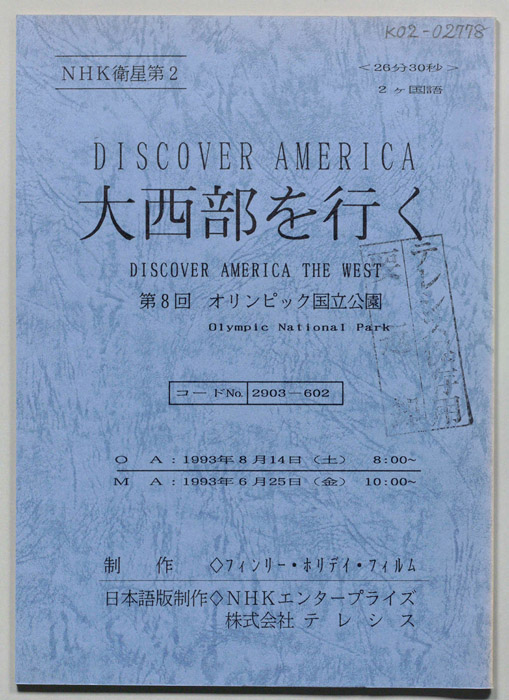 K02-02778
NHK衛星第2
<26分30秒>
2ヶ国語
DISCOVER AMERICA
大西部を行く
DISCOVER AMERICA THE WEST
第8回 オリンピック国立公園
Olympic National Park
コードNo. 2903―602
O A：1993年8月14日（土） 8:00~
M A：1993年6月25日（金） 10:00~
制 作 ◇フィンリー・ホリデイ・フィルム
日本語版制作◇NHKエンタープライズ
株式会社 テレシス